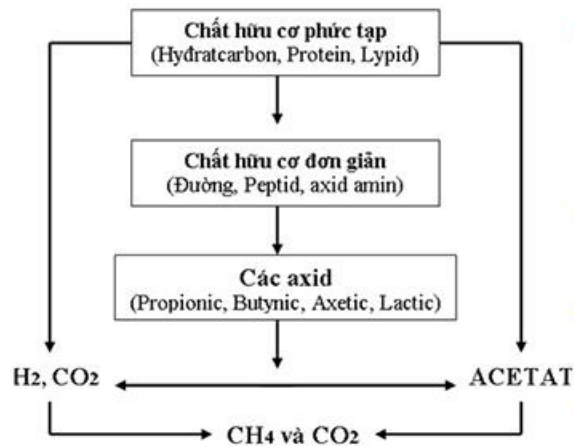 Chất hữu cơ phức tạp
(Hyđratcarbon, Protein, Lypid)
Chất hữu cơ đơn giản
(Đường, Peptid, axid amin)
Các axid
(Propionic, Butynic, Axetic, Lactic)
H2, CO2
ACETAT
CH4 và CO2